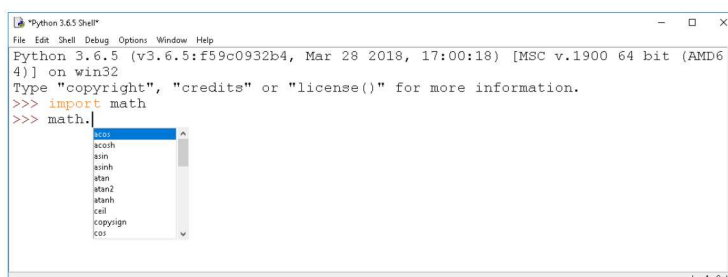 *Python 3.6.5 Shell*
File Edit Shell Debug Options Window Help
Python 3.6.5 (v3.6.5:f59c0932b4, Mar 28 2018, 17:00:18) [MSC v.1900 64 bit (AMD6
4)] on win32
Type "copyright", "credits" or "license()" for more information.
>>> import math
>>> math.
acos
acosh
asin
asinh
atan
atan2
atanh
ceil
copysign
cos